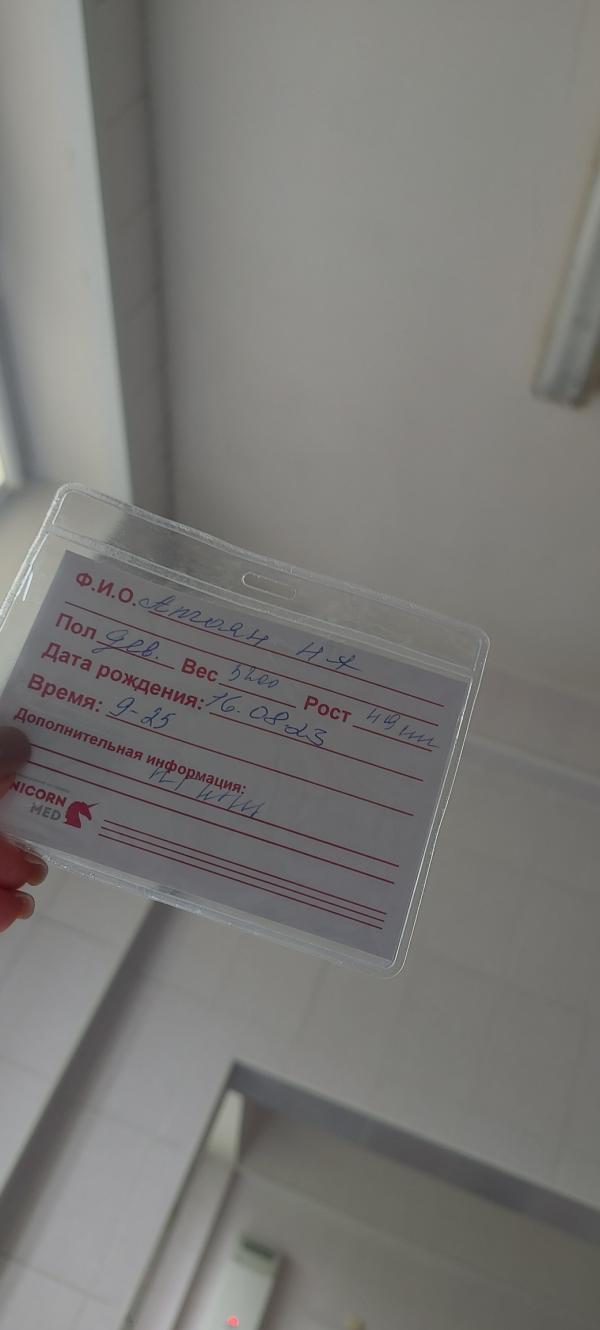 Ф.И.О. Атоян Н Я
Пол дев. Вес 3200 Рост 49 см
Дата рождения: 16.08.23
Время: 9-25
Дополнительная информация:
NICORN
MED